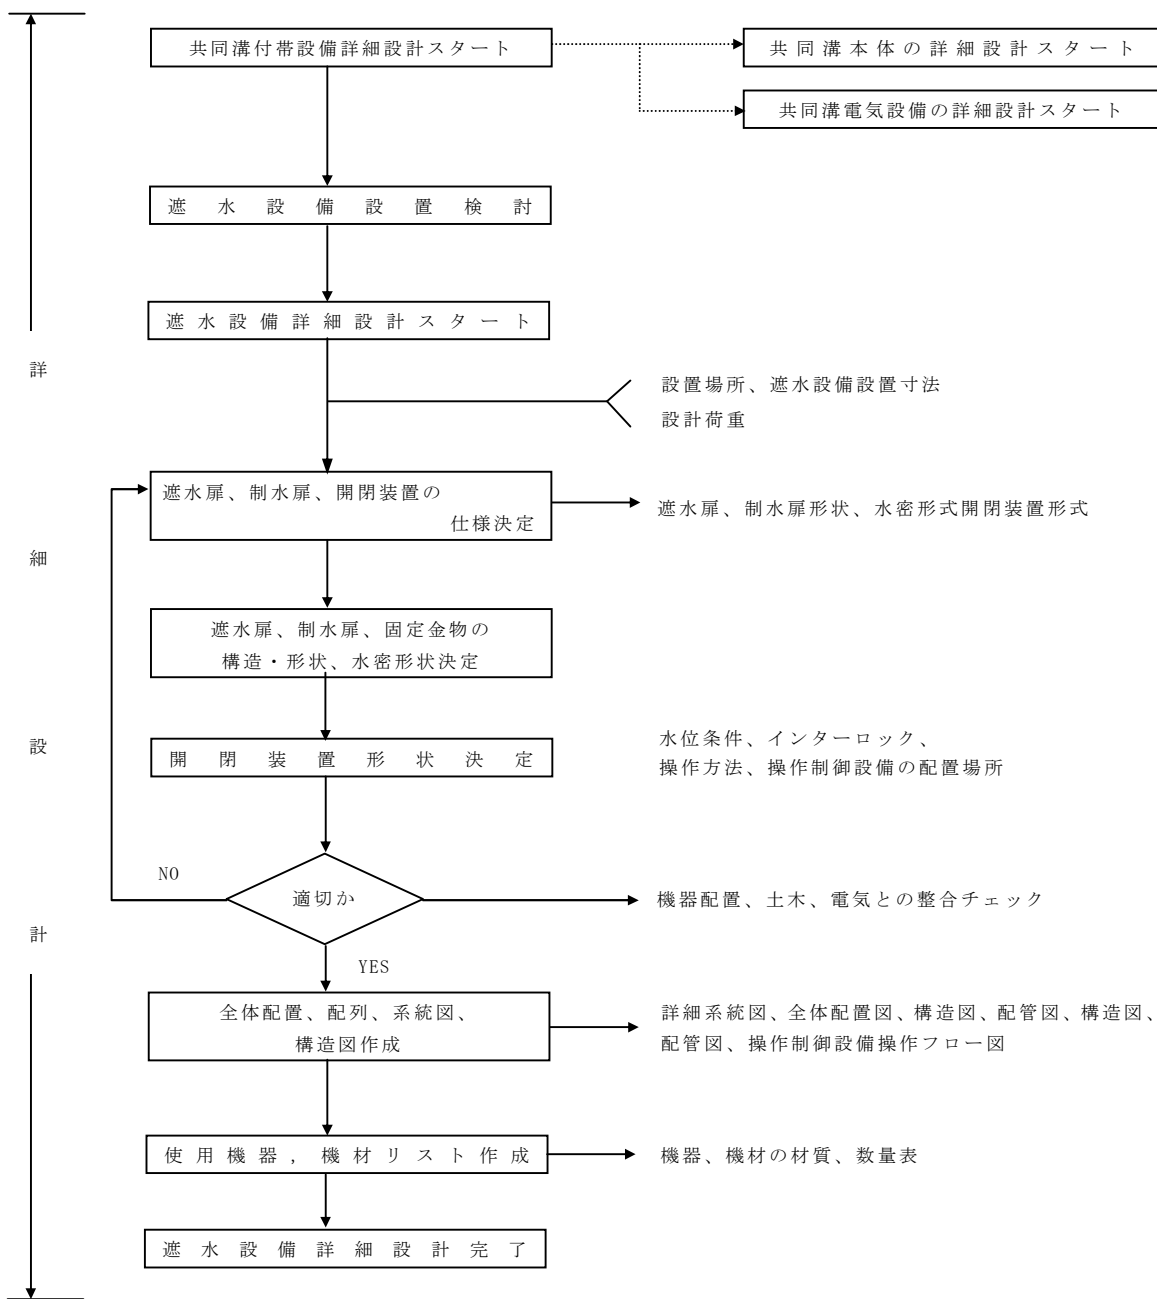 共同溝付帯設備詳細設計スタート
共同溝本体の詳細設計スタート
共同溝電気設備の詳細設計スタート
遮水設備設置検討
遮水設備詳細設計スタート
詳
設置場所、遮水設備設置寸法
設計荷重
遮水扉、制水扉、開閉装置の
仕様決定
遮水扉、制水扉形状、水密形式開閉装置形式
細
遮水扉、制水扉、固定金物の
構造・形状、水密形状決定
設
開閉装置形状決定
水位条件、インターロック、
操作方法、操作制御設備の配置場所
NO
適切か
機器配置、土木、電気との整合チェック
計
YES
全体配置、配列、系統図、
構造図作成
詳細系統図、全体配置図、構造図、配管図、構造図、
配管図、操作制御設備操作フロー図
使用機器,機材リスト作成
機器、機材の材質、数量表
遮水設備詳細設計完了